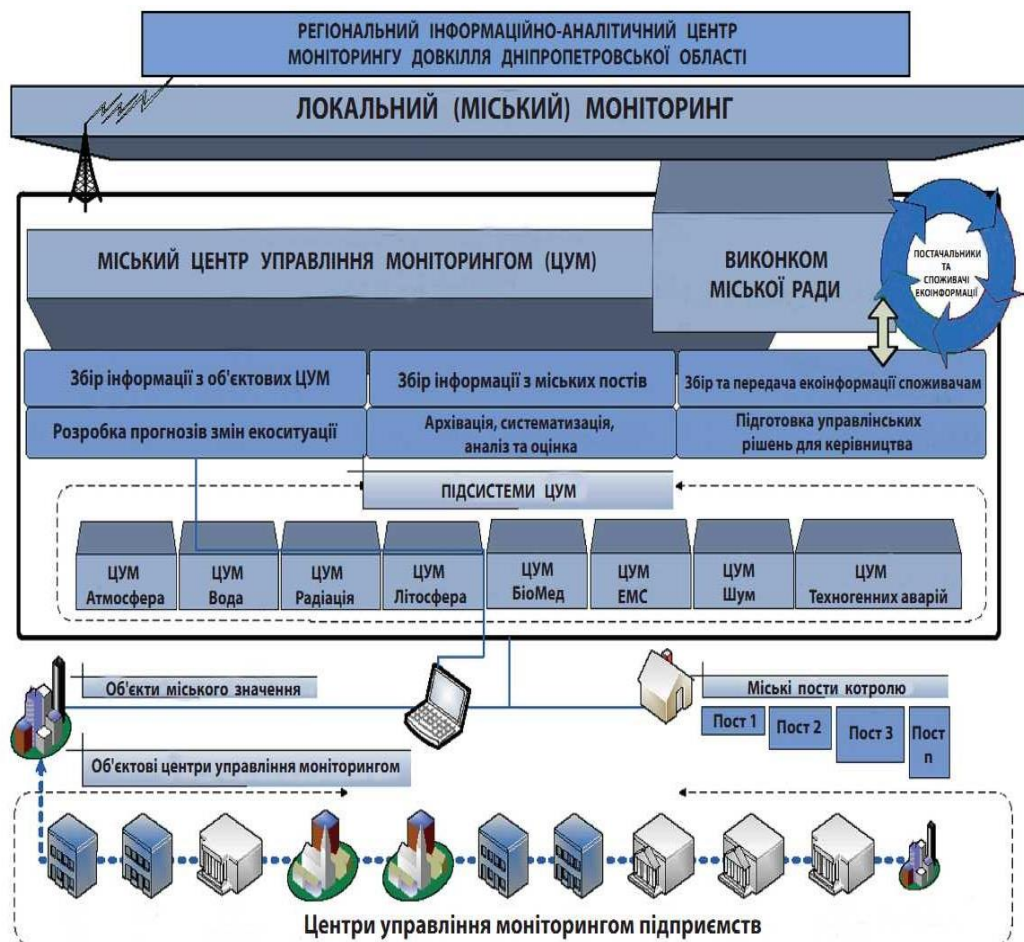 РЕГІОНАЛЬНИЙ ІНФОРМАЦІЙНО-АНАЛІТИЧНИЙ ЦЕНТР
МОНІТОРИНГУ ДОВКІЛЛЯ ДНІПРОПЕТРОВСЬКОЇ ОБЛАСТІ
ЛОКАЛЬНИЙ (МІСЬКИЙ) МОНІТОРИНГ
МІСЬКИЙ ЦЕНТР УПРАВЛІННЯ МОНІТОРИНГОМ (ЦУМ)
ВИКОНКОМ
МІСЬКОЇ РАДИ
ПОСТАЧАЛЬНИКИ
ТА
СПОЖИВАЧІ
ЕКОІНФОРМАЦІЇ
Збір інформації з об'єктових ЦУМ
Збір інформації з міських постів
Збір та передача екоінформації споживачам
Розробка прогнозів змін екоситуації
Архівація, систематизація,
аналіз та оцінка
Підготовка управлінських
рішень для керівництва
ПІДСИСТЕМИ ЦУМ
ЦУМ
Атмосфера
ЦУМ
Вода
ЦУМ
Радіація
ЦУМ
Літосфера
ЦУМ
БіоМед
ЦУМ
ЕМС
ЦУМ
Шум
ЦУМ
Техногенних аварій
Об'єкти міського значення
Міські пости котролю
Пост 1
Пост 2
Пост 3
Пост
n
Об'єктові центри управління моніторингом
Центри управління моніторингом підприємств